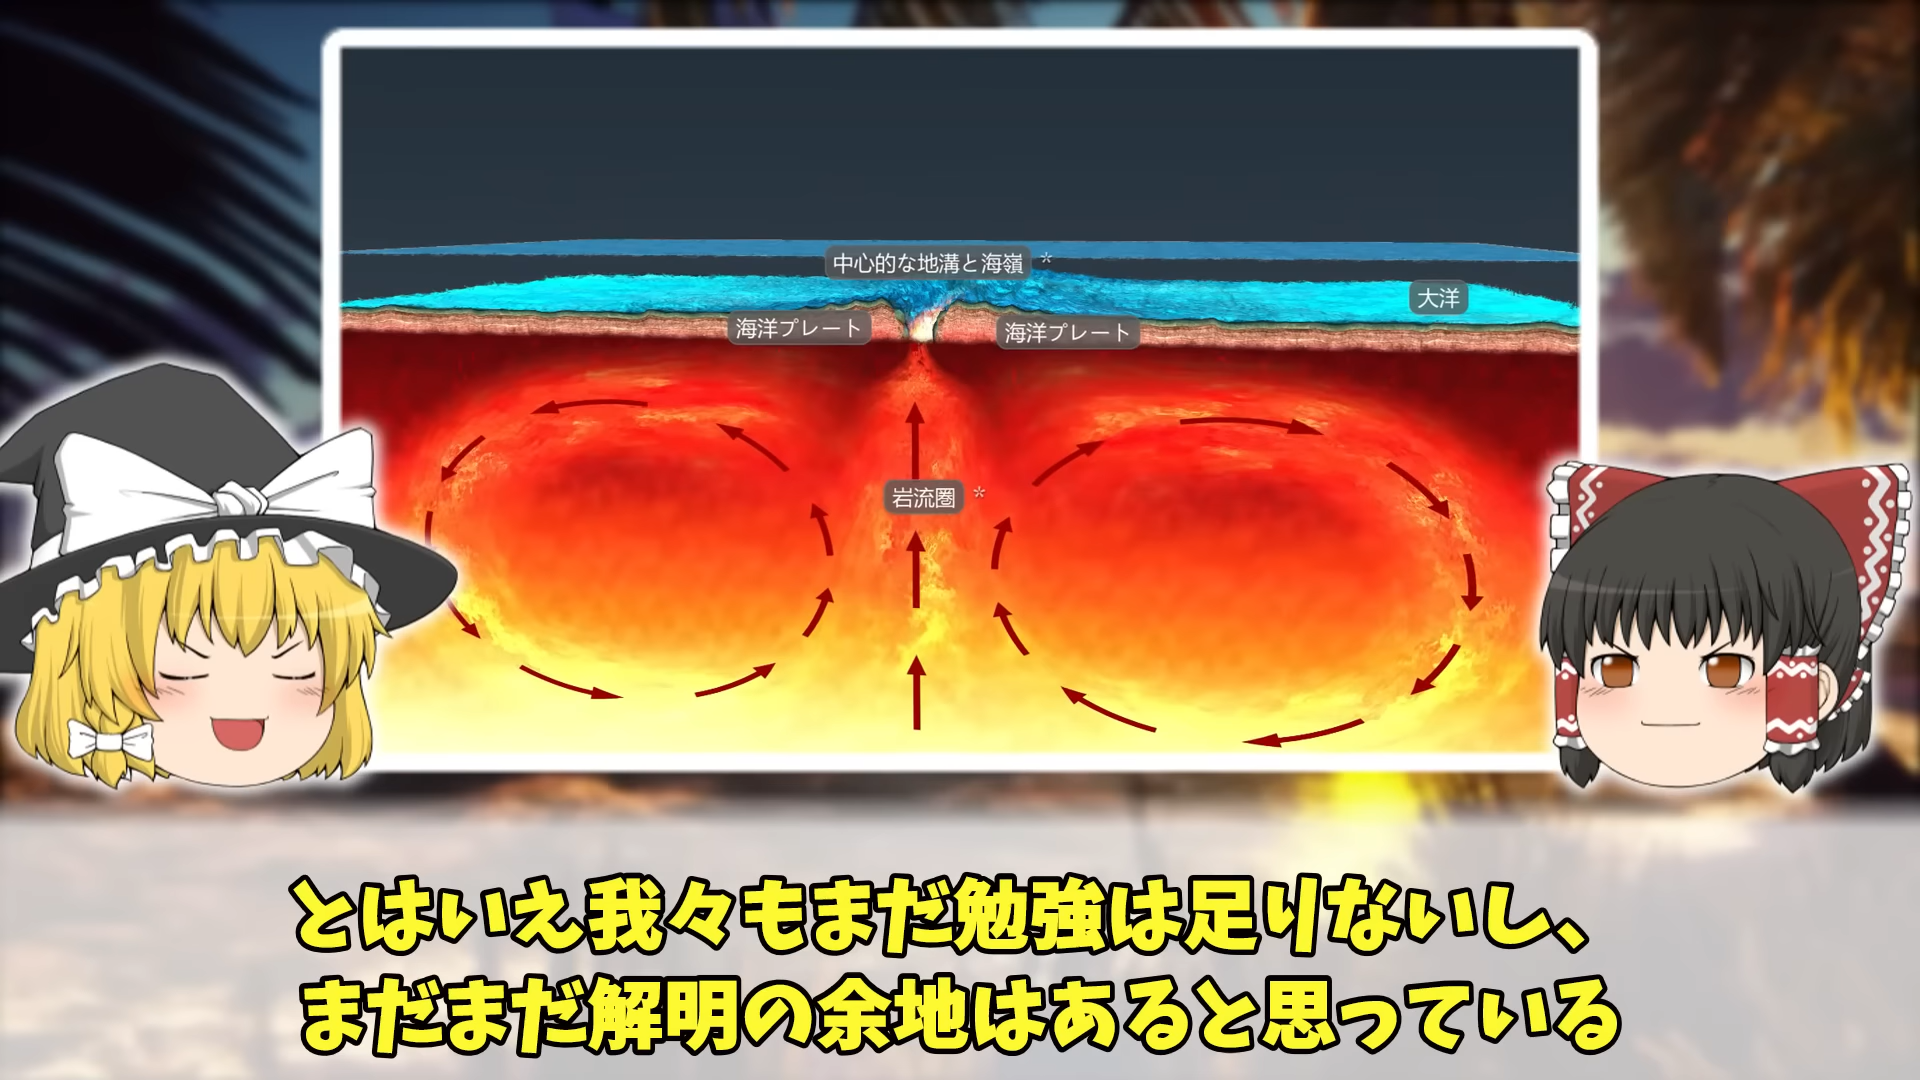 中心的な地溝と海嶺 *
大洋
海洋プレート
海洋プレート
岩流圏 *
とはいえ我々もまだ勉強は足りないし、
まだまだ解明の余地はあると思っている